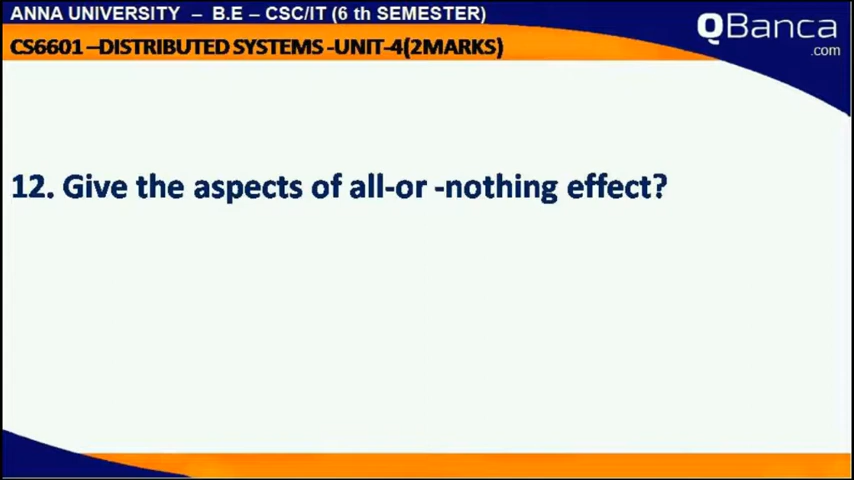 ANNA UNIVERSITY – B.E – CSC/IT (6 th SEMESTER)
QBanca
.com
CS6601 –DISTRIBUTED SYSTEMS -UNIT-4(2MARKS)
12. Give the aspects of all-or -nothing effect?